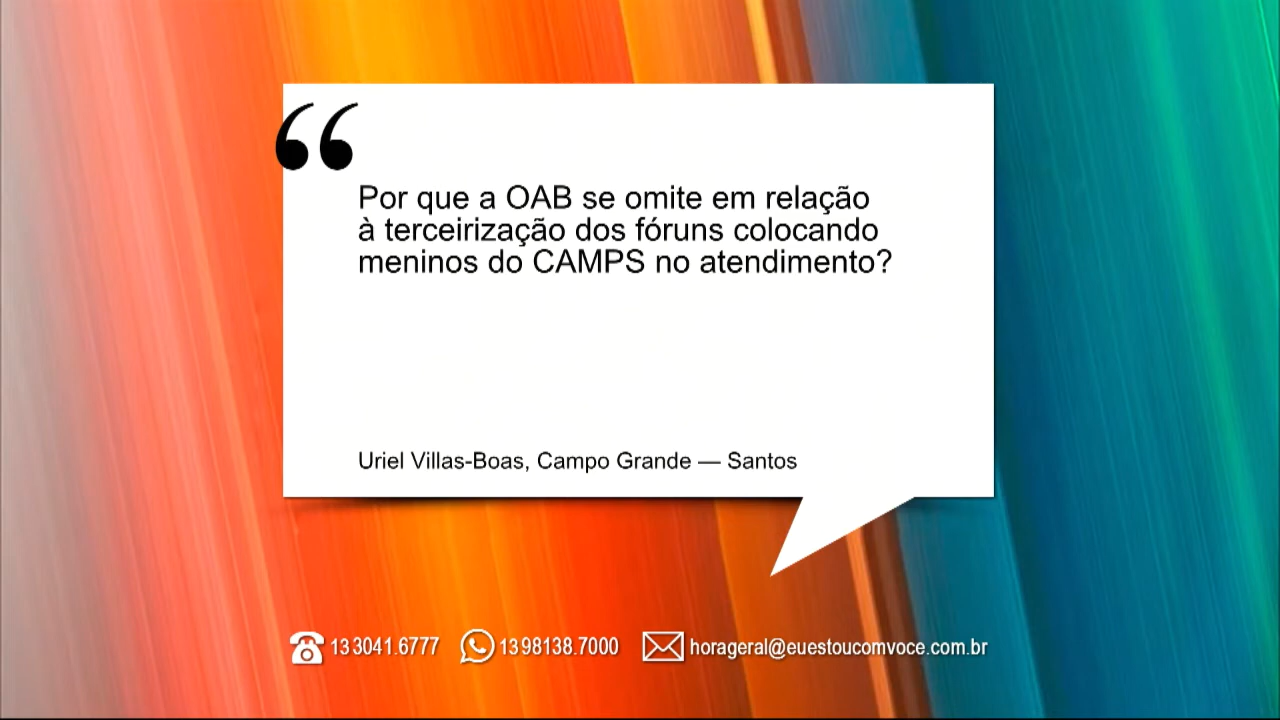 “
Por que a OAB se omite em relação
à terceirização dos fóruns colocando
meninos do CAMPS no atendimento?
Uriel Villas-Boas, Campo Grande — Santos
13 3041.6777 13 98138.7000 horageral@euestoucomvoce.com.br